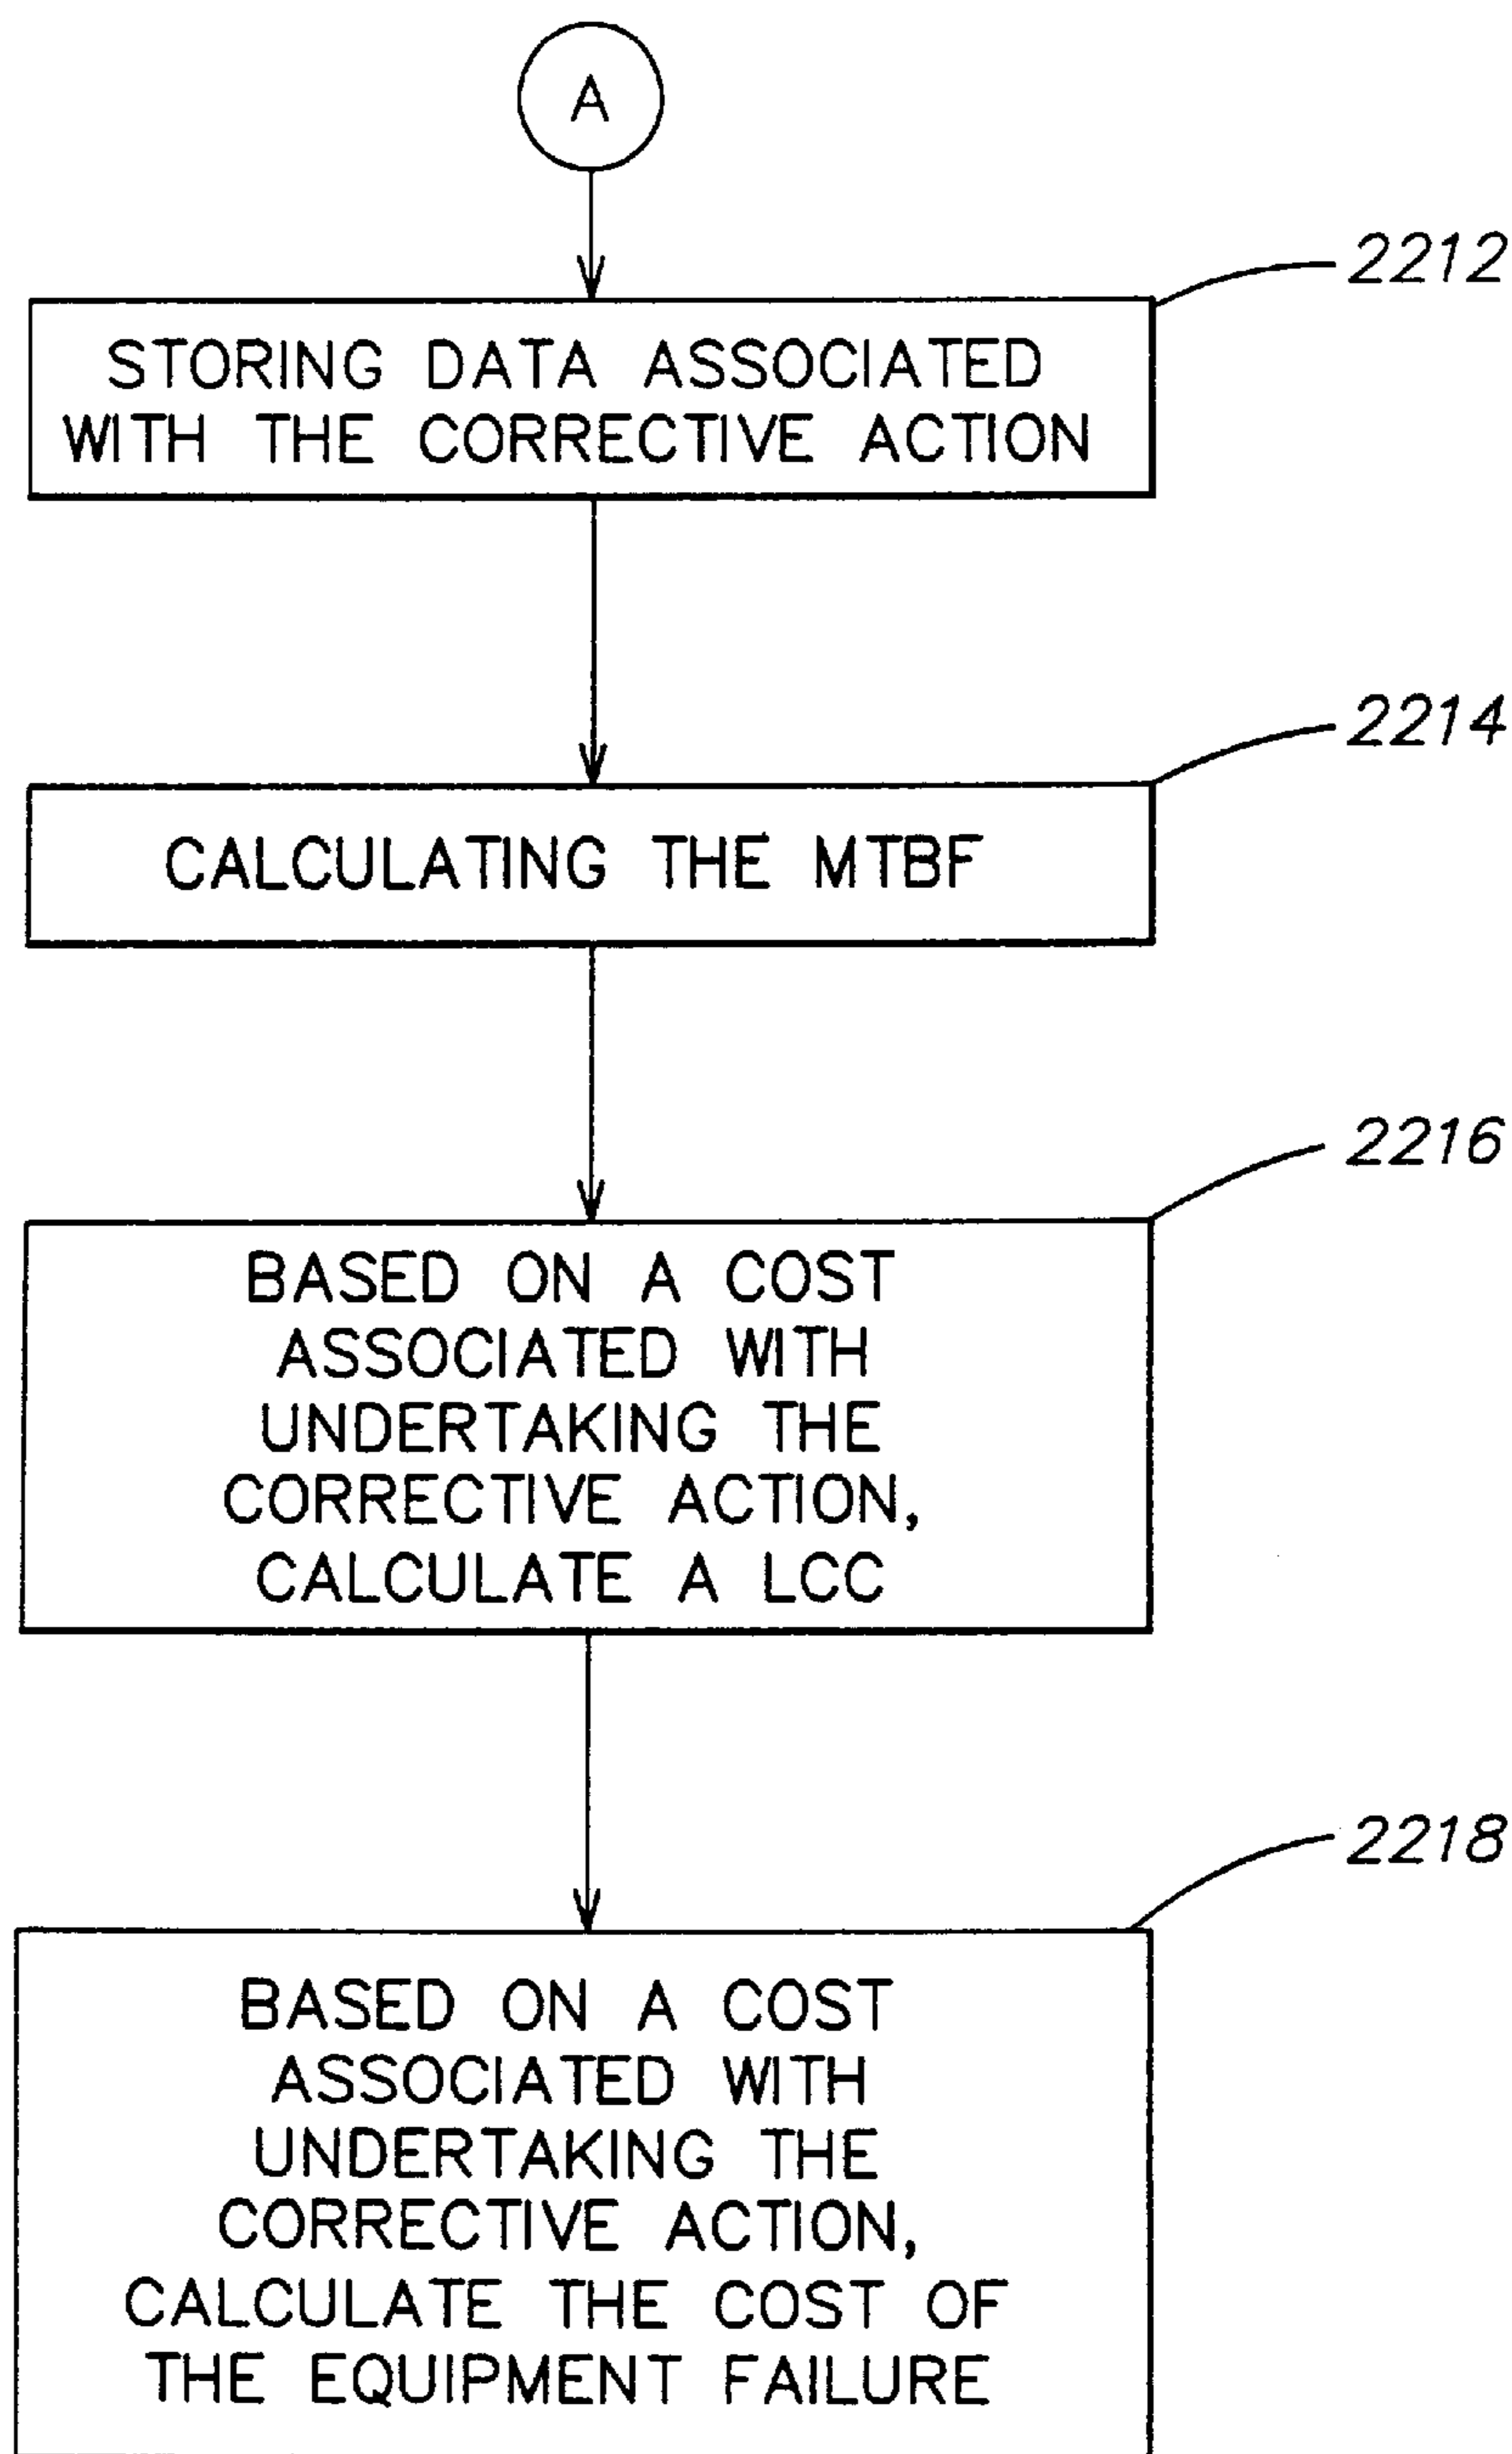 A
2212
STORING DATA ASSOCIATED
WITH THE CORRECTIVE ACTION
2214
CALCULATING THE MTBF
2216
BASED ON A COST
ASSOCIATED WITH
UNDERTAKING THE
CORRECTIVE ACTION,
CALCULATE A LCC
2218
BASED ON A COST
ASSOCIATED WITH
UNDERTAKING THE
CORRECTIVE ACTION,
CALCULATE THE COST OF
THE EQUIPMENT FAILURE